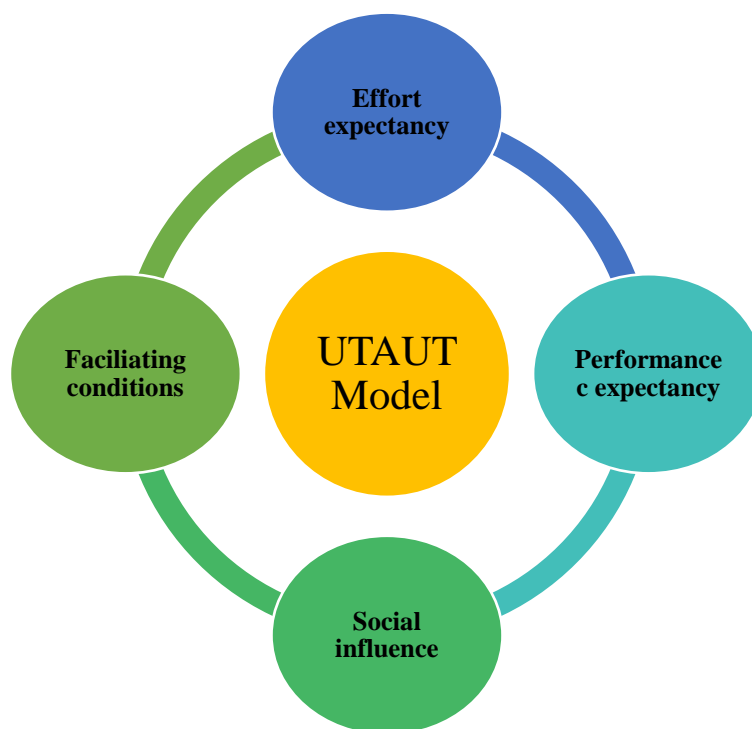 Effort
expectancy
Faciliating
conditions
UTAUT
Model
Performance
c expectancy
Social
influence